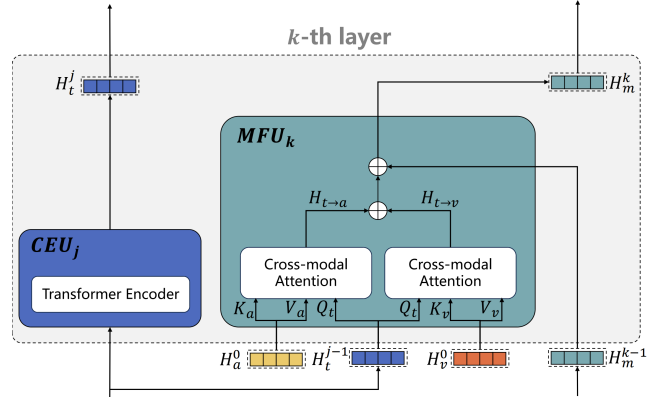 k-th layer
H_t^j
H_m^k
MFU_k
H_{t→a}
H_{t→v}
CEU_j
Cross-modal
Attention
Cross-modal
Attention
Transformer Encoder
K_a
V_a
Q_t
Q_t
K_v
V_v
H_a^0
H_t^{j-1}
H_v^0
H_m^{k-1}